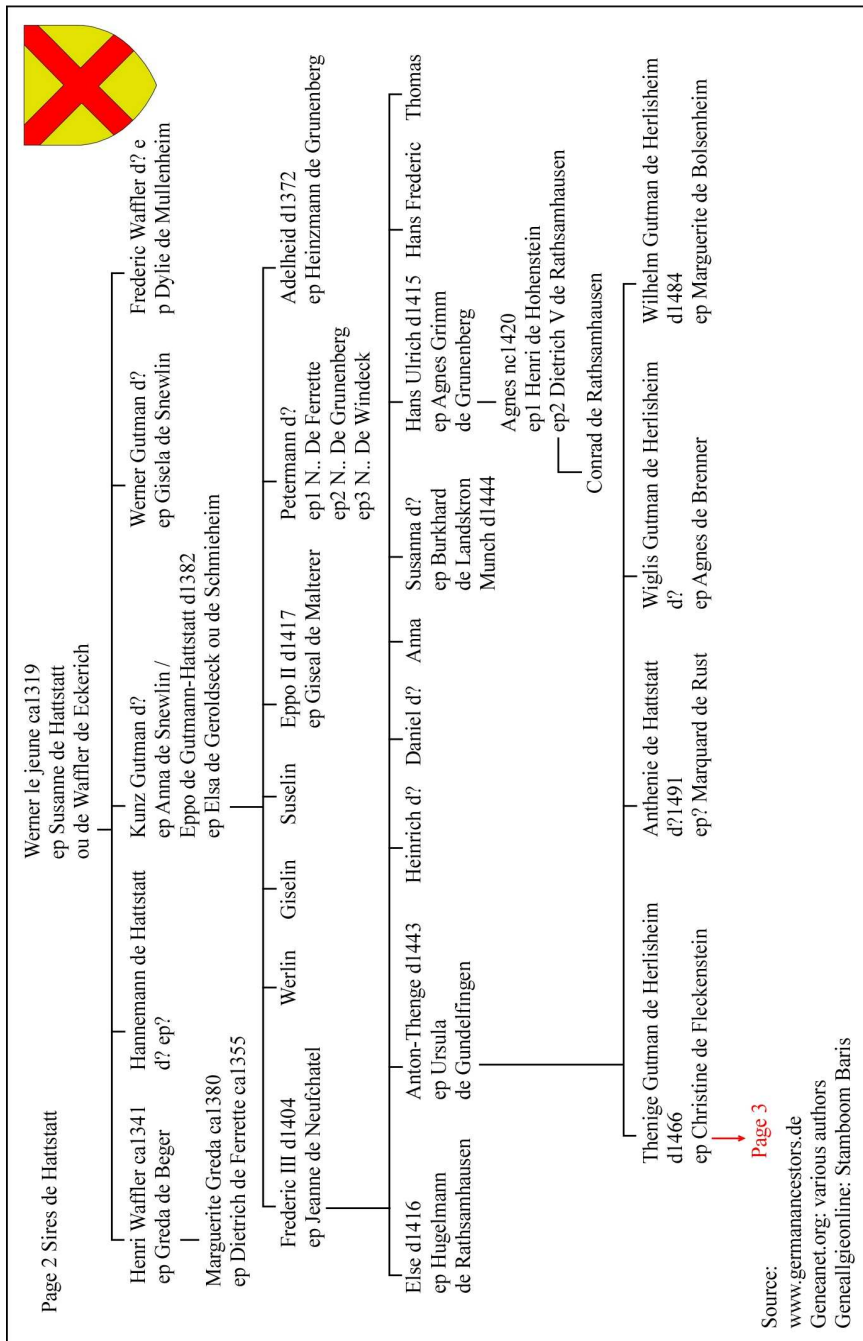 Page 2 Sires de Hattstatt
Werner le jeune ca1319
ep Susanne de Hattstatt
ou de Waffler de Eckerich
Henri Waffler ca1341
ep Greda de Beger
Hannemann de Hattstatt
d? ep?
Kunz Gutman d?
ep Anna de Snewlin /
Eppo de Gutmann-Hattstatt d1382
ep Elsa de Geroldseck ou de Schmieheim
Werner Gutman d?
ep Gisela de Snewlin
Frederic Waffler d? e
p Dylie de Mullenheim
Marguerite Greda ca1380
ep Dietrich de Ferrette ca1355
Frederic III d1404
ep Jeanne de Neufchatel
Werlin
Giselin
Suselin
Eppo II d1417
ep Giseal de Malterer
Petermann d?
ep1 N.. De Ferrette
ep2 N.. De Grunenberg
ep3 N.. De Windeck
Adelheid d1372
ep Heinzmann de Grunenberg
Else d1416
ep Hugelmann
de Rathsamhausen
Anton-Thenge d1443
ep Ursula
de Gundelfingen
Heinrich d?
Daniel d?
Anna
Susanna d?
ep Burkhard
de Landskron
Munch d1444
Hans Ulrich d1415
ep Agnes Grimm
de Grunenberg
Hans Frederic
Thomas
Agnes nc1420
ep1 Henri de Hohenstein
ep2 Dietrich V de Rathsamhausen
Conrad de Rathsamhausen
Thenige Gutman de Herlisheim
d1466
ep Christine de Fleckenstein
Anthenie de Hattstatt
d?1491
ep? Marquard de Rust
Wiglis Gutman de Herlisheim
d?
ep Agnes de Brenner
Wilhelm Gutman de Herlisheim
d1484
ep Marguerite de Bolsenheim
Page 3
Source:
www.germanancestors.de
Geneanet.org: various authors
Geneallgieonline: Stamboom Baris